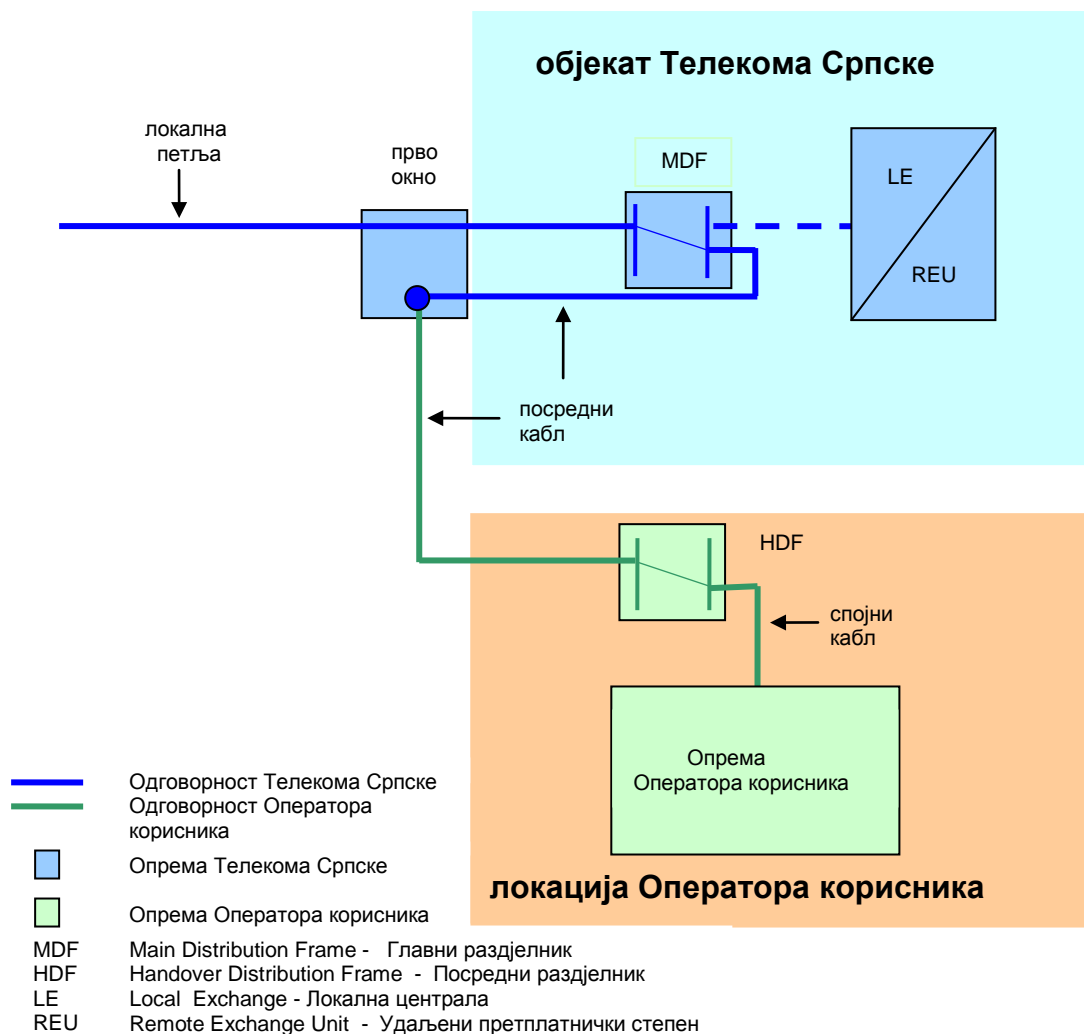 објекат Телекома Српске
локална
петља
прво
окно
MDF
LE
REU
посредни
кабл
HDF
спојни
кабл
Опрема
Оператора корисника
локација Оператора корисника
Одговорност Телекома Српске
Одговорност Оператора
корисника
Опрема Телекома Српске
Опрема Оператора корисника
MDF Main Distribution Frame - Главни раздјелник
HDF Handover Distribution Frame - Посредни раздјелник
LE Local Exchange - Локална централа
REU Remote Exchange Unit - Удаљени претплатнички степен